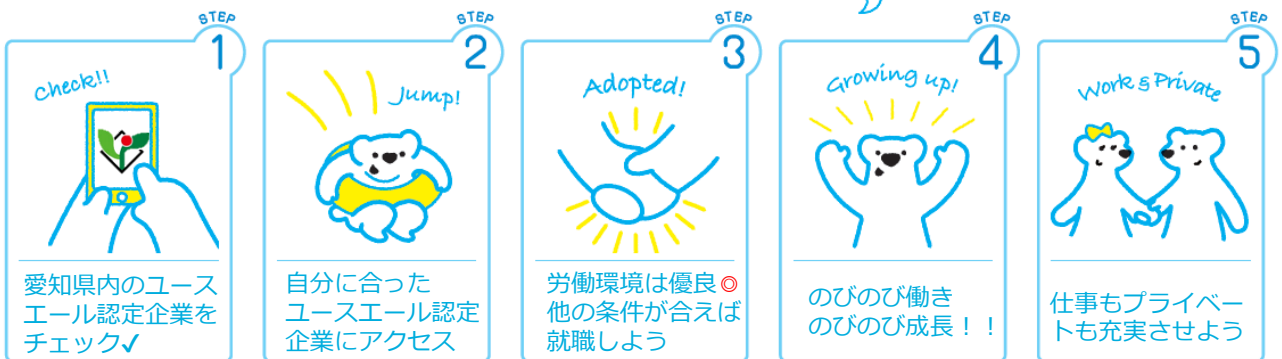 STEP
1
Check!!
愛知県内のユース
エール認定企業を
チェック✓
STEP
2
Jump!
自分に合った
ユースエール認定
企業にアクセス
STEP
3
Adopted!
労働環境は優良◎
他の条件が合えば
就職しよう
STEP
4
Growing up!
のびのび働き
のびのび成長！！
STEP
5
Work & Private
仕事もプライベー
トも充実させよう